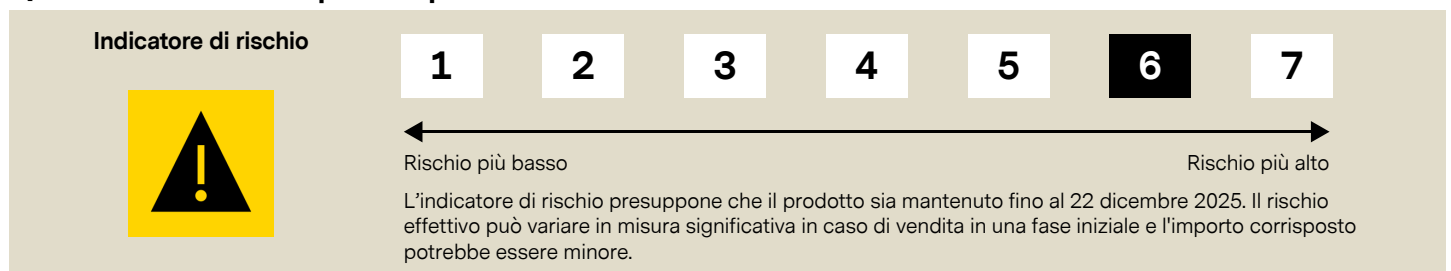 Indicatore di rischio
1 2 3 4 5 6 7
Rischio più basso Rischio più alto
L'indicatore di rischio presuppone che il prodotto sia mantenuto fino al 22 dicembre 2025. Il rischio
effettivo può variare in misura significativa in caso di vendita in una fase iniziale e l'importo corrisposto
potrebbe essere minore.